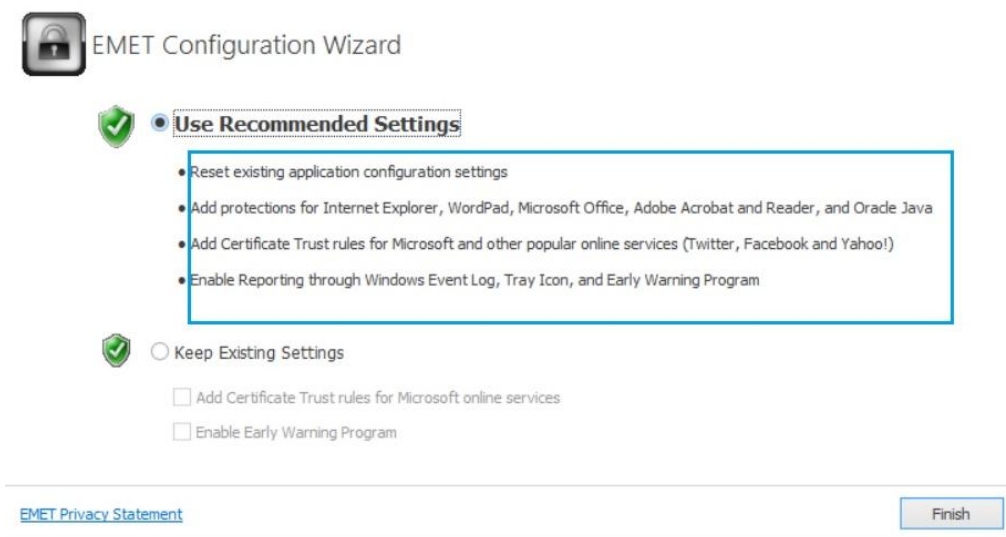 EMET Configuration Wizard
Use Recommended Settings
• Reset existing application configuration settings
• Add protections for Internet Explorer, WordPad, Microsoft Office, Adobe Acrobat and Reader, and Oracle Java
• Add Certificate Trust rules for Microsoft and other popular online services (Twitter, Facebook and Yahoo!)
• Enable Reporting through Windows Event Log, Tray Icon, and Early Warning Program
Keep Existing Settings
Add Certificate Trust rules for Microsoft online services
Enable Early Warning Program
EMET Privacy Statement
Finish